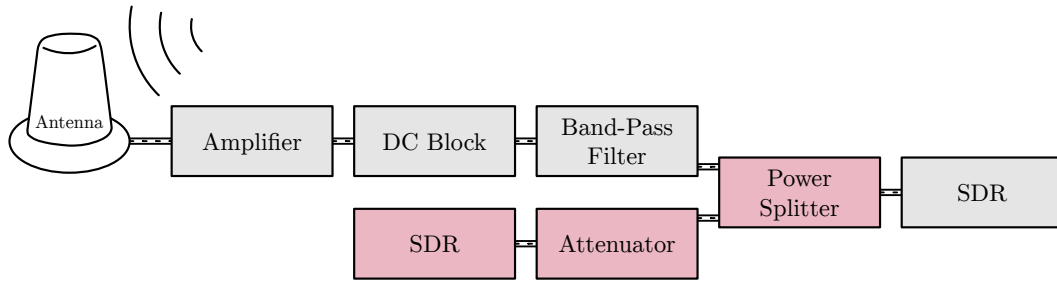 Antenna
Amplifier
DC Block
Band-Pass
Filter
Power
Splitter
SDR
SDR
Attenuator